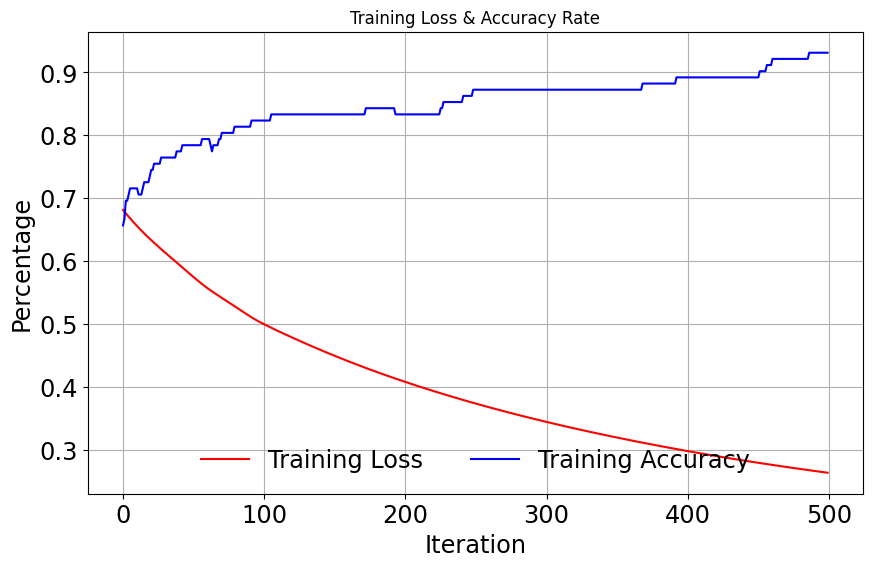 Training Loss & Accuracy Rate
Percentage
0.9
0.8
0.7
0.6
0.5
0.4
0.3
Training Loss
Training Accuracy
0 100 200 300 400 500
Iteration